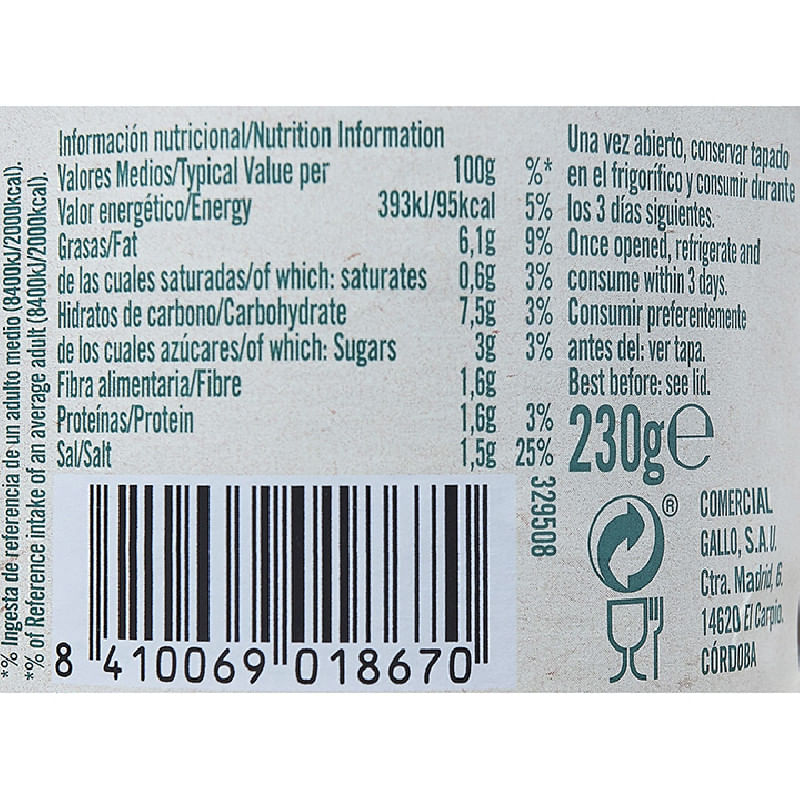 Información nutricional/Nutrition Information
Valores Medios/Typical Value per 100g %*
Valor energético/Energy 393kJ/95kcal 5%
Grasas/Fat 6,1g 9%
de las cuales saturadas/of which: saturates 0,6g 3%
Hidratos de carbono/Carbohydrate 7,5g 3%
de los cuales azúcares/of which: Sugars 3g 3%
Fibra alimentaria/Fibre 1,6g
Proteínas/Protein 1,6g 3%
Sal/Salt 1,5g 25%
*% Ingesta de referencia de un adulto medio (8400kJ/2000kcal).
*% of Reference intake of an average adult (8400kJ/2000kcal).
Una vez abierto, conservar tapado
en el frigorífico y consumir durante
los 3 días siguientes.
Once opened, refrigerate and
consume within 3 days.
Consumir preferentemente
antes del: ver tapa.
Best before: see lid.
230g℮
329508
8 410069 018670
®
COMERCIAL
GALLO, S.A.U.
Ctra. Madrid, 6.
14620 El Carpio.
CÓRDOBA